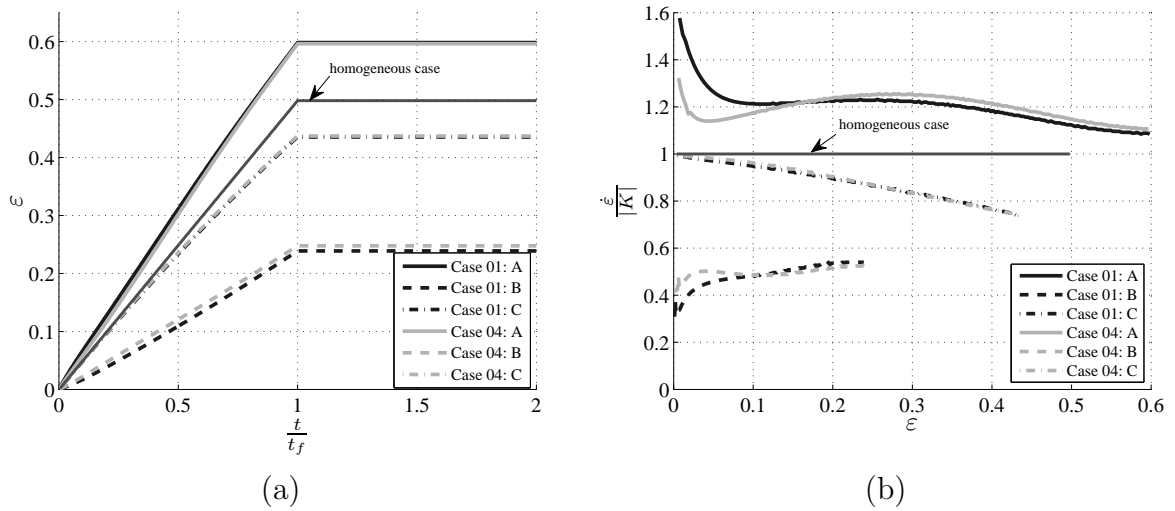 0.6
0.5
0.4
0.3
0.2
0.1
0
ε
homogeneous case
Case 01: A
Case 01: B
Case 01: C
Case 04: A
Case 04: B
Case 04: C
0 0.5 1 1.5 2
t
t_f
(a)
1.6
1.4
1.2
1
0.8
0.6
0.4
0.2
0
ε̇
|K|
homogeneous case
Case 01: A
Case 01: B
Case 01: C
Case 04: A
Case 04: B
Case 04: C
0 0.1 0.2 0.3 0.4 0.5 0.6
ε
(b)